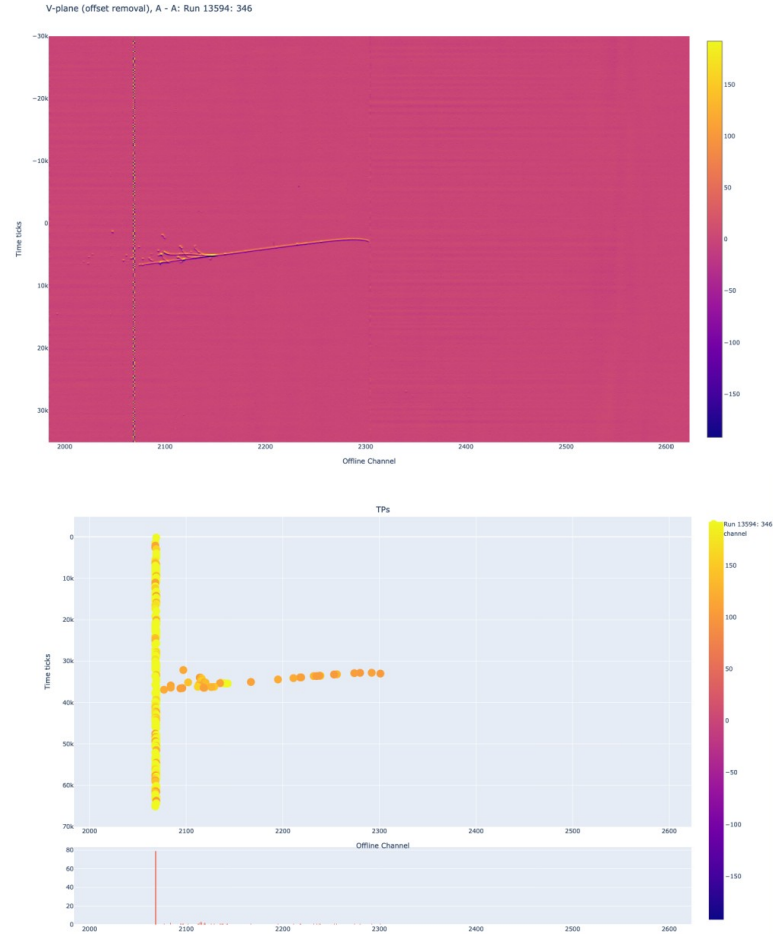 V-plane (offset removal), A - A: Run 13594: 346
−30k
−20k
−10k
0
10k
20k
30k
Time ticks
2000 2100 2200 2300 2400 2500 2600
Offline Channel
150
100
50
0
−50
−100
−150
TPs
0
10k
20k
30k
40k
50k
60k
70k
Time ticks
2000 2100 2200 2300 2400 2500 2600
Offline Channel
Run 13594: 346
channel
150
100
50
0
−50
−100
−150
80
60
40
20
0
2000 2100 2200 2300 2400 2500 2600